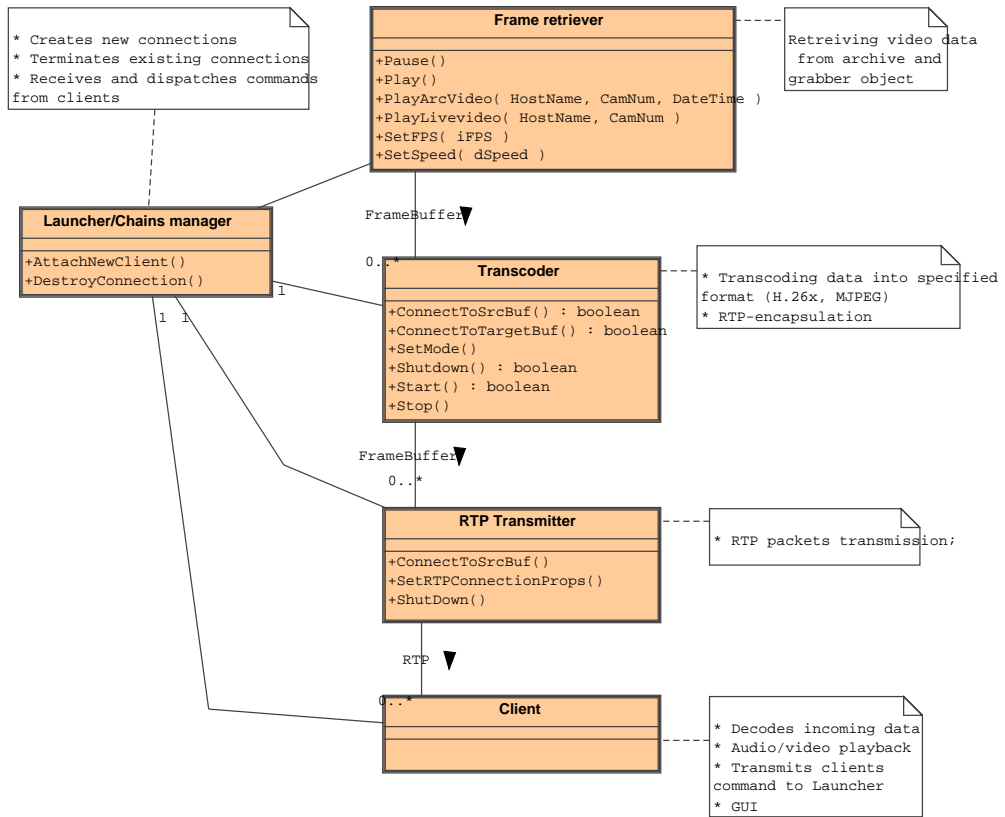 * Creates new connections
* Terminates existing connections
* Receives and dispatches commands
from clients
Frame retriever
+Pause()
+Play()
+PlayArcVideo( HostName, CamNum, DateTime )
+PlayLivevideo( HostName, CamNum )
+SetFPS( iFPS )
+SetSpeed( dSpeed )
Retreiving video data
from archive and
grabber object
Launcher/Chains manager
+AttachNewClient()
+DestroyConnection()
FrameBuffer
0..*
1
1 1
Transcoder
+ConnectToSrcBuf() : boolean
+ConnectToTargetBuf() : boolean
+SetMode()
+Shutdown() : boolean
+Start() : boolean
+Stop()
* Transcoding data into specified
format (H.26x, MJPEG)
* RTP-encapsulation
FrameBuffer
0..*
RTP Transmitter
+ConnectToSrcBuf()
+SetRTPConnectionProps()
+ShutDown()
* RTP packets transmission;
RTP
0..*
Client
* Decodes incoming data
* Audio/video playback
* Transmits clients
command to Launcher
* GUI